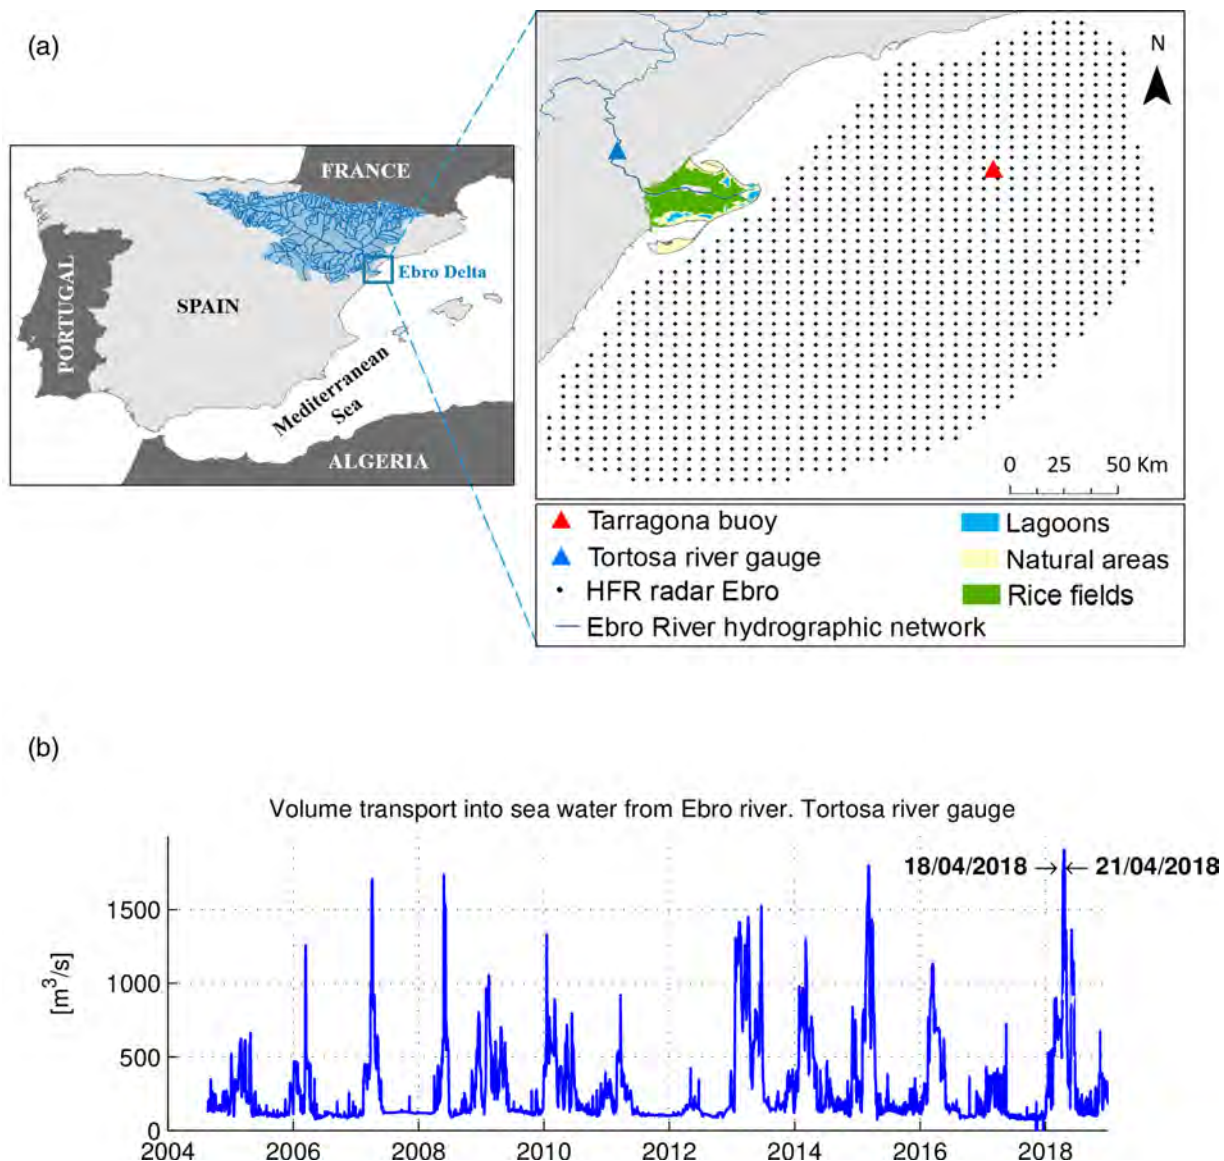 (a)
N
FRANCE
Ebro Delta
SPAIN
PORTUGAL
Mediterranean
Sea
ALGERIA
0 25 50 Km
Tarragona buoy
Tortosa river gauge
HFR radar Ebro
Ebro River hydrographic network
Lagoons
Natural areas
Rice fields
(b)
Volume transport into sea water from Ebro river. Tortosa river gauge
18/04/2018 21/04/2018
[m³/s]
1500
1000
500
0
2004 2006 2008 2010 2012 2014 2016 2018